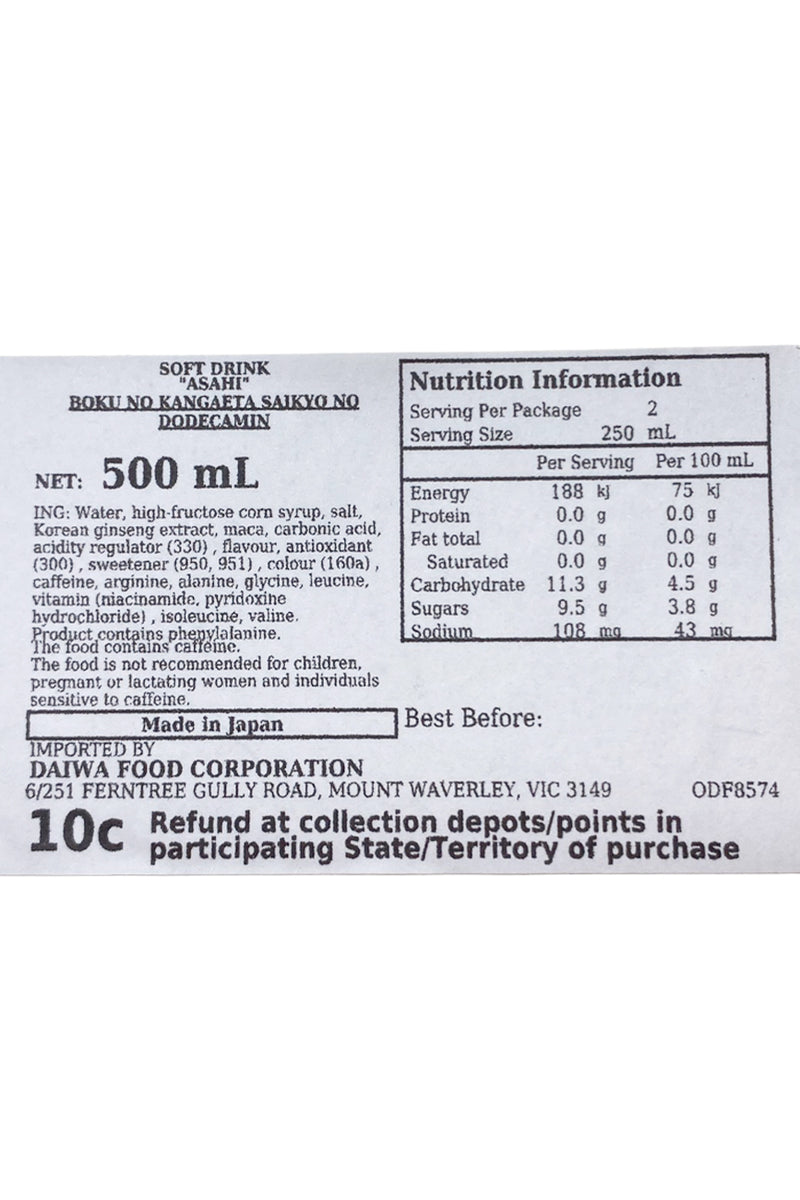 SOFT DRINK
"ASAHI"
BOKU NO KANGAETA SAIKYO NO
DODECAMIN
NET: 500 mL
ING: Water, high-fructose corn syrup, salt,
Korean ginseng extract, maca, carbonic acid,
acidity regulator (330) , flavour, antioxidant
(300) , sweetener (950, 951) , colour (160a) ,
caffeine, arginine, alanine, glycine, leucine,
vitamin (niacinamide, pyridoxine
hydrochloride) , isoleucine, valine.
Product contains phenylalanine.
The food contains caffeine.
The food is not recommended for children,
pregnant or lactating women and individuals
sensitive to caffeine.
Made in Japan
Nutrition Information
Serving Per Package 2
Serving Size 250 mL
Per Serving Per 100 mL
Energy 188 kj 75 kj
Protein 0.0 g 0.0 g
Fat total 0.0 g 0.0 g
Saturated 0.0 g 0.0 g
Carbohydrate 11.3 g 4.5 g
Sugars 9.5 g 3.8 g
Sodium 108 mg 43 mg
Best Before:
IMPORTED BY
DAIWA FOOD CORPORATION
6/251 FERNTREE GULLY ROAD, MOUNT WAVERLEY, VIC 3149 ODF8574
10c Refund at collection depots/points in
participating State/Territory of purchase